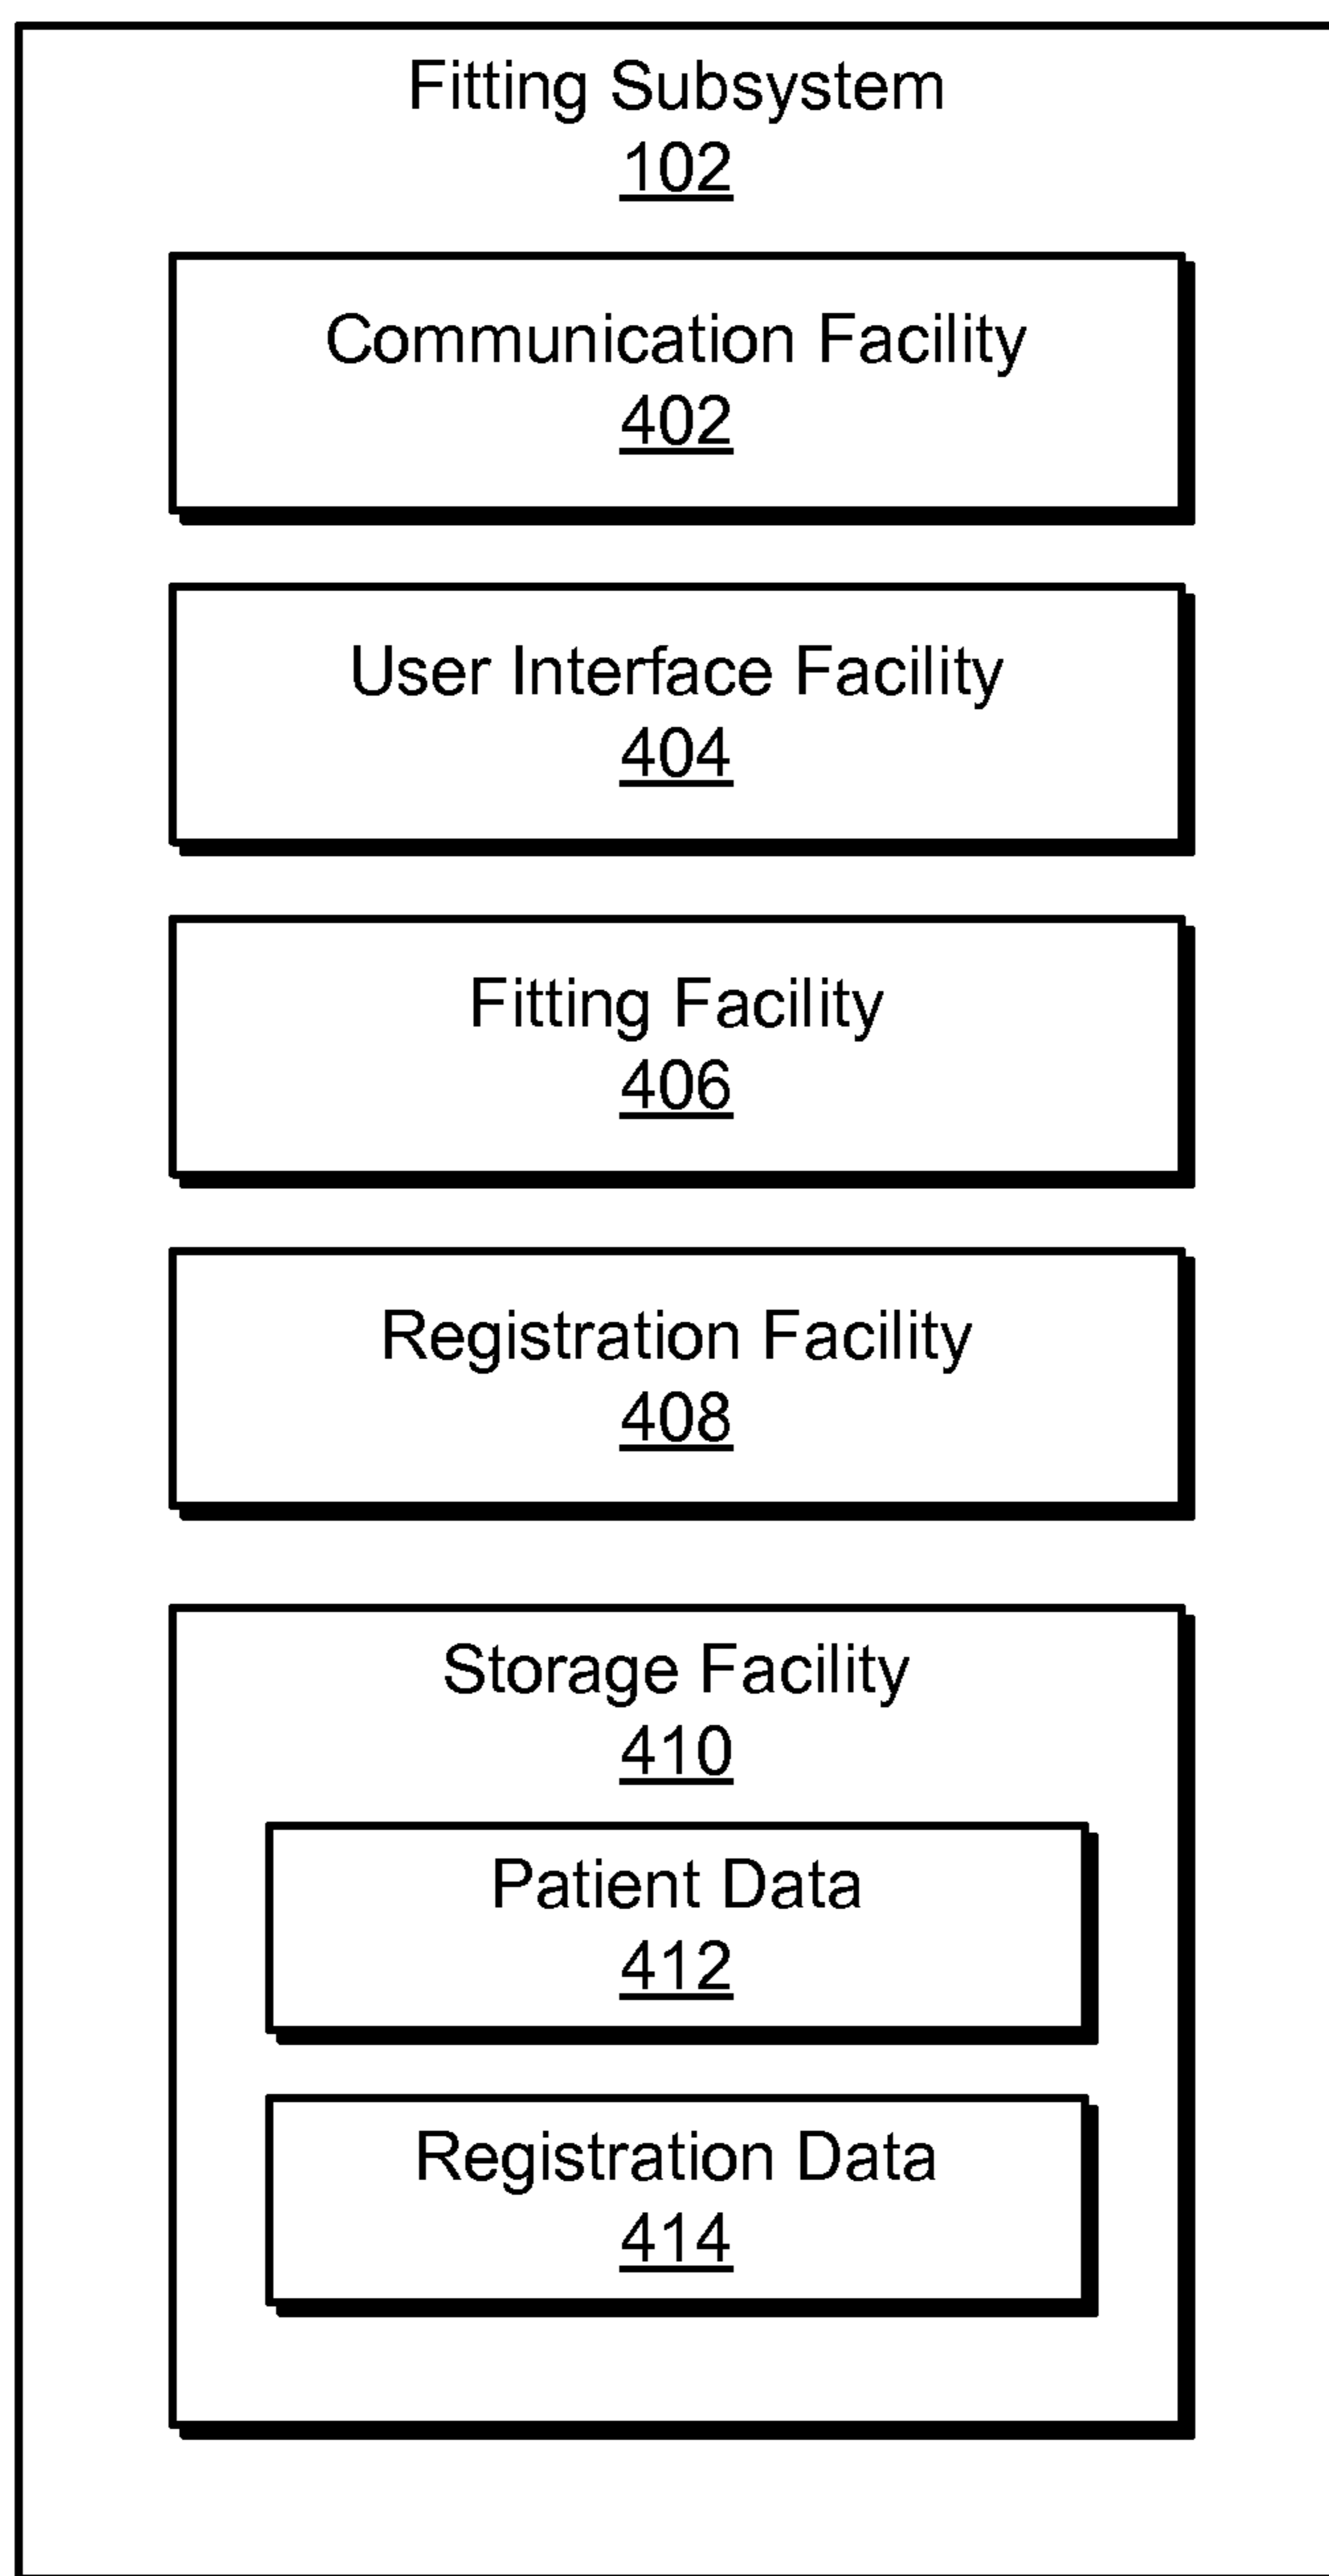 Fitting Subsystem
102
Communication Facility
402
User Interface Facility
404
Fitting Facility
406
Registration Facility
408
Storage Facility
410
Patient Data
412
Registration Data
414